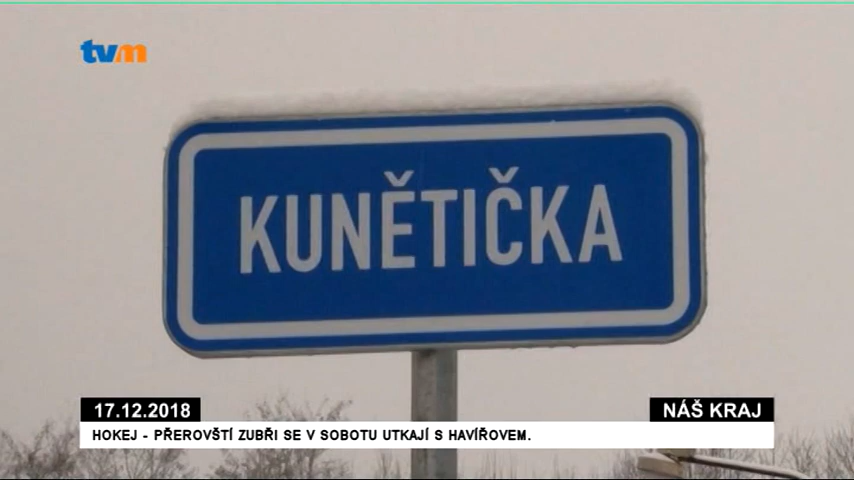 tvm
KUNĚTIČKA
17.12.2018
NÁŠ KRAJ
HOKEJ - PŘEROVŠTÍ ZUBŘI SE V SOBOTU UTKAJÍ S HAVÍŘOVEM.